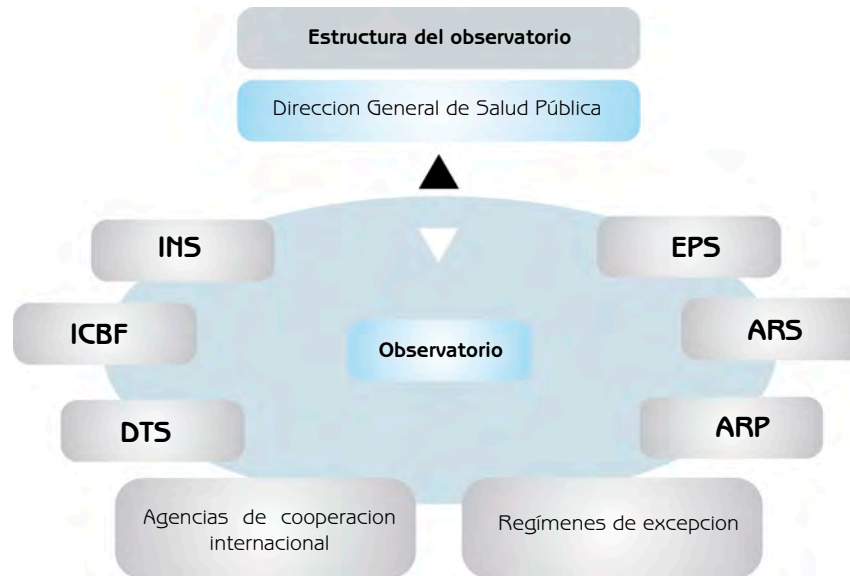 Estructura del observatorio
Direccion General de Salud Pública
INS
EPS
ICBF
ARS
Observatorio
DTS
ARP
Agencias de cooperacion
internacional
Regímenes de excepcion